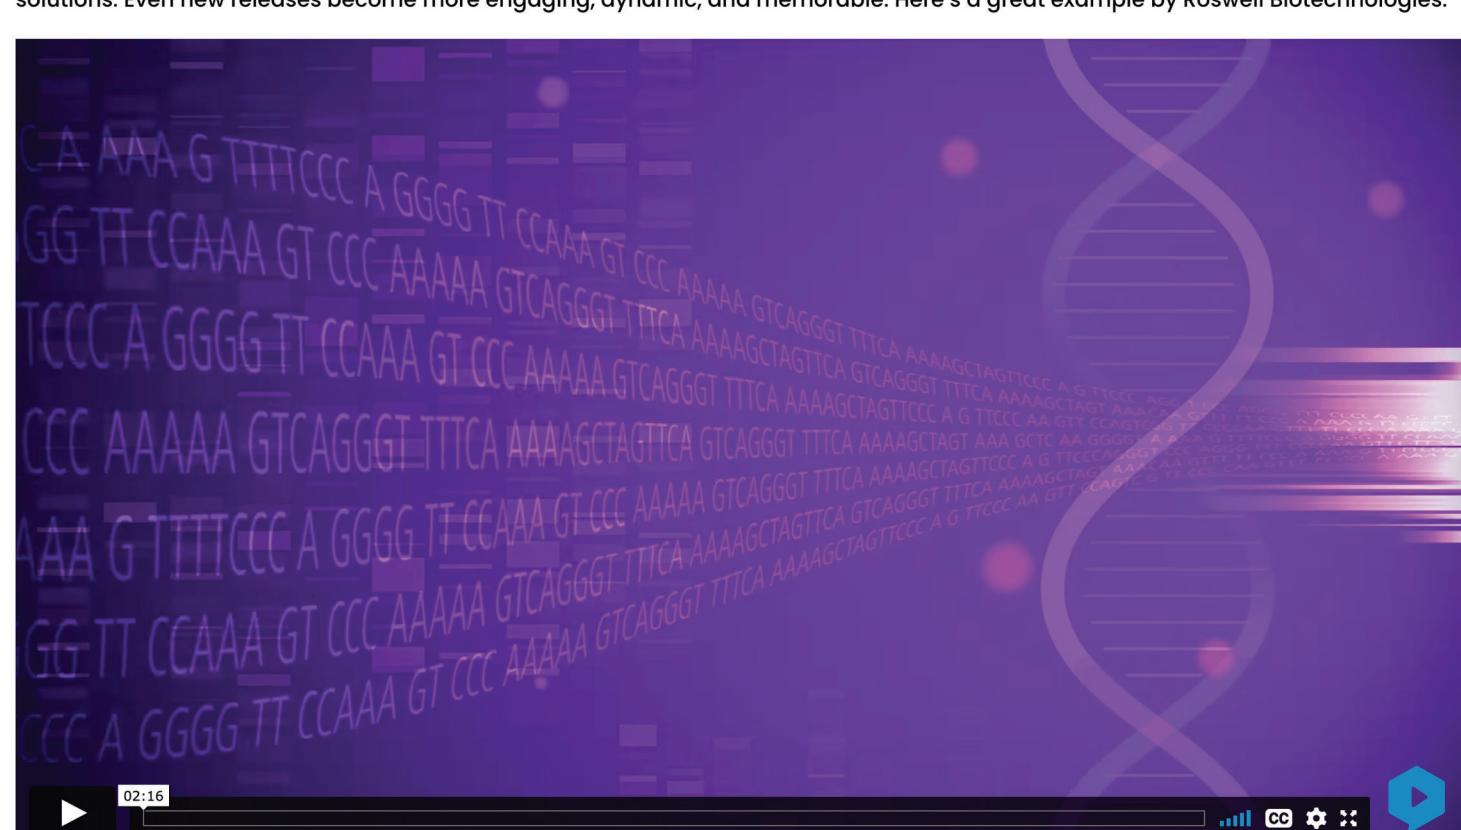 solutions. Even new releases become more engaging, dynamic, and memorable. Here's a great example by Roswell Biotechnologies.
C A AAA G TTTTCCC A GGGG TT CCAAA GT CCC AAAAA GTCAGGGT TTTCA AAAAGCTAGTTCCC A G TTCCC
GG TT CCAAA GT CCC AAAAA GTCAGGGT TTTCA AAAAGCTAGTTCA GTCAGGGT TTTCA AAAAGCTAGT AAA
TCCC A GGGG TT CCAAA GT CCC AAAAA GTCAGGGT TTTCA AAAAGCTAGTTCCC A G TTCCC AA GTT CCAGTC
CCC AAAAA GTCAGGGT TTTCA AAAAGCTAGTTCA GTCAGGGT TTTCA AAAAGCTAGT AAA GCTC AA GGGG
AAA G TTTTCCC A GGGG TT CCAAA GT CCC AAAAA GTCAGGGT TTTCA AAAAGCTAGTTCCC A G TTCCC
GG TT CCAAA GT CCC AAAAA GTCAGGGT TTTCA AAAAGCTAGTTCA GTCAGGGT TTTCA AAAAGCTAGT
CCC A GGGG TT CCAAA GT CCC AAAAA GTCAGGGT TTTCA AAAAGCTAGTTCCC A G TTCCC AA GTT CCAGTC
02:16
CC